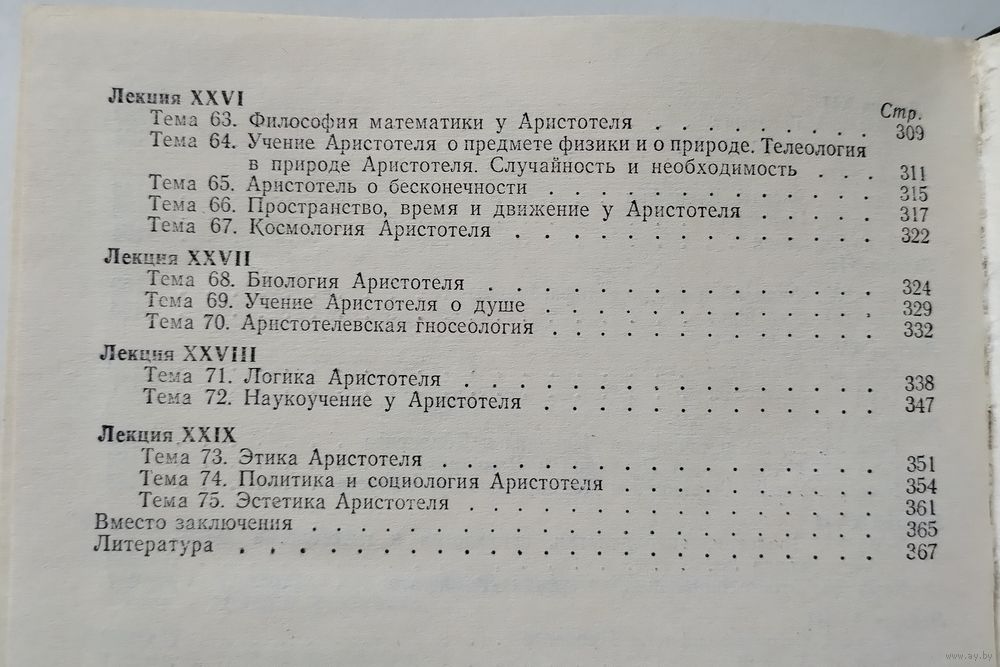 Лекция XXVI
Стр.
Тема 63. Философия математики у Аристотеля . . . . . . . . . 309
Тема 64. Учение Аристотеля о предмете физики и о природе. Телеология
в природе Аристотеля. Случайность и необходимость . . . 311
Тема 65. Аристотель о бесконечности . . . . . . . . . . . . 315
Тема 66. Пространство, время и движение у Аристотеля . . . . . 317
Тема 67. Космология Аристотеля . . . . . . . . . . . . . . 322
Лекция XXVII
Тема 68. Биология Аристотеля . . . . . . . . . . . . . . 324
Тема 69. Учение Аристотеля о душе . . . . . . . . . . . . 329
Тема 70. Аристотелевская гносеология . . . . . . . . . . . . 332
Лекция XXVIII
Тема 71. Логика Аристотеля . . . . . . . . . . . . . . . 338
Тема 72. Наукоучение у Аристотеля . . . . . . . . . . . . 347
Лекция XXIX
Тема 73. Этика Аристотеля . . . . . . . . . . . . . . . . 351
Тема 74. Политика и социология Аристотеля . . . . . . . . . . 354
Тема 75. Эстетика Аристотеля . . . . . . . . . . . . . . . 361
Вместо заключения . . . . . . . . . . . . . . . . . . . 365
Литература . . . . . . . . . . . . . . . . . . . . . 367
www.ay.by